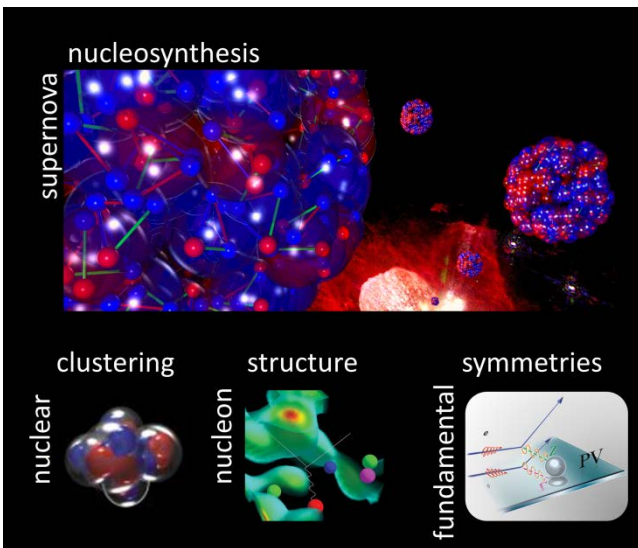 nucleosynthesis
supernova
clustering
nuclear
structure
nucleon
symmetries
fundamental
e
PV